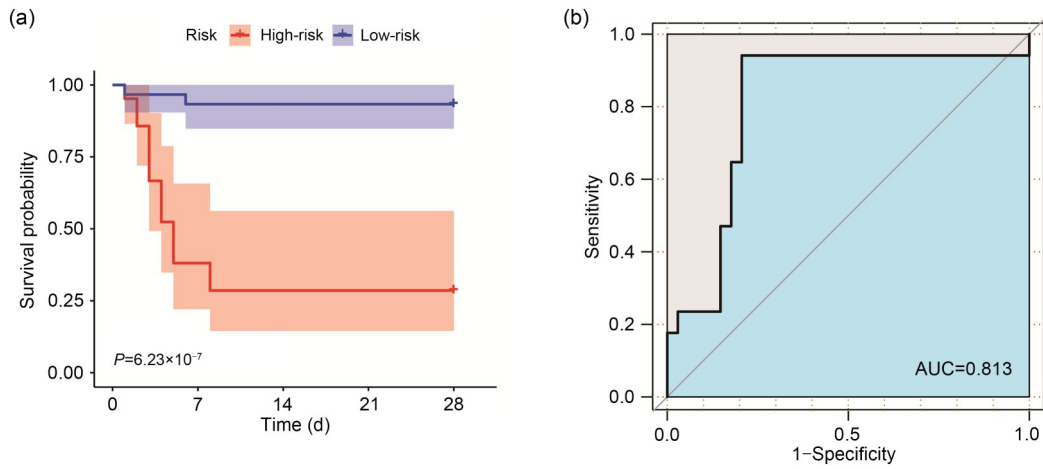 (a)
Risk High-risk Low-risk
Survival probability
1.00
0.75
0.50
0.25
0.00
P=6.23×10⁻⁷
0 7 14 21 28
Time (d)
(b)
Sensitivity
1.0
0.8
0.6
0.4
0.2
0.0
AUC=0.813
0.0 0.5 1.0
1−Specificity